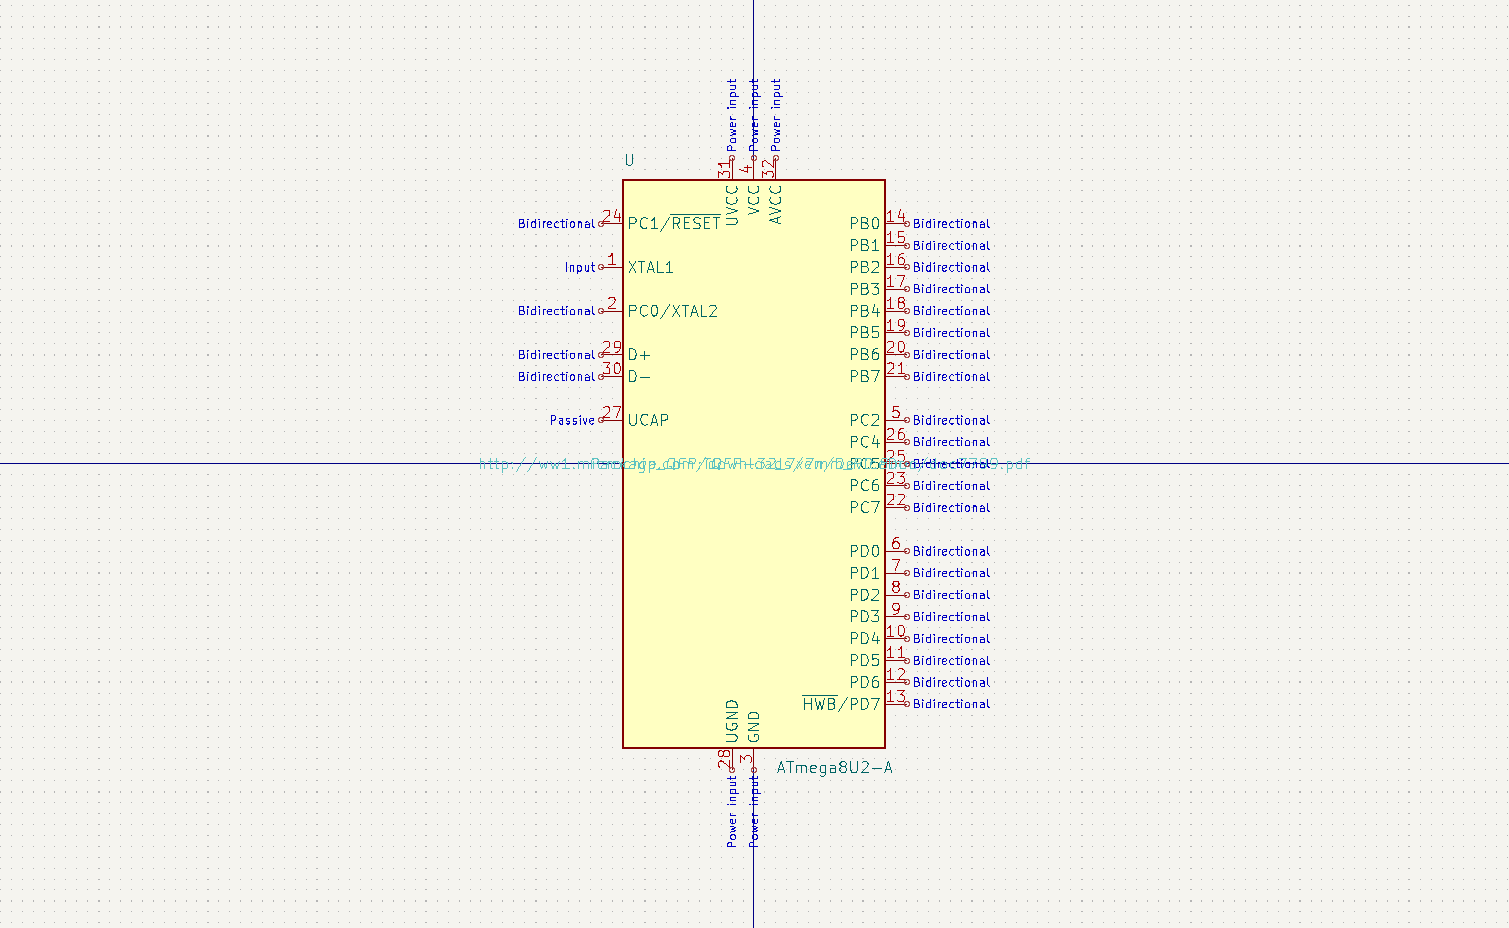 Power input Power input Power input
U
31 4 32
UVCC VCC AVCC
Bidirectional 24 PC1/RESET PB0 14 Bidirectional
PB1 15 Bidirectional
Input 1 XTAL1 PB2 16 Bidirectional
PB3 17 Bidirectional
Bidirectional 2 PC0/XTAL2 PB4 18 Bidirectional
PB5 19 Bidirectional
Bidirectional 29 D+ PB6 20 Bidirectional
Bidirectional 30 D− PB7 21 Bidirectional
Passive 27 UCAP PC2 5 Bidirectional
PC4 26 Bidirectional
PC5 25 Bidirectional
PC6 23 Bidirectional
PC7 22 Bidirectional
PD0 6 Bidirectional
PD1 7 Bidirectional
PD2 8 Bidirectional
PD3 9 Bidirectional
PD4 10 Bidirectional
PD5 11 Bidirectional
PD6 12 Bidirectional
HWB/PD7 13 Bidirectional
UGND GND
28 3
ATmega8U2-A
Power input Power input